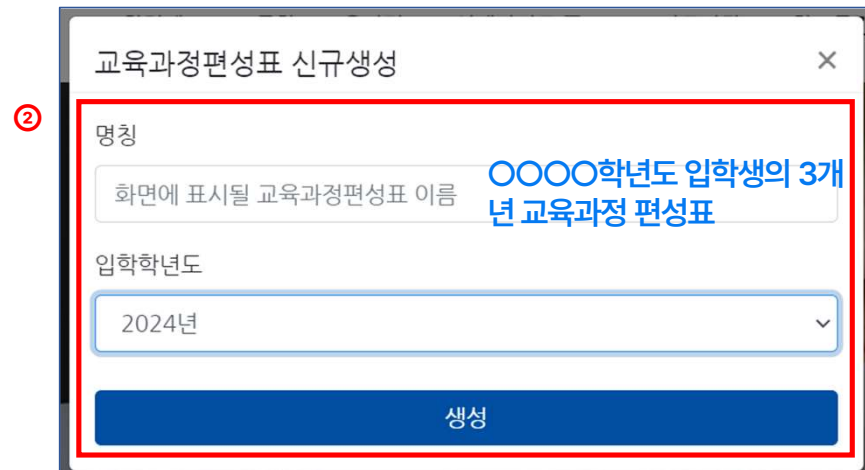 교육과정편성표 신규생성 ×
②
명칭
화면에 표시될 교육과정편성표 이름
○○○○학년도 입학생의 3개
년 교육과정 편성표
입학학년도
2024년
생성